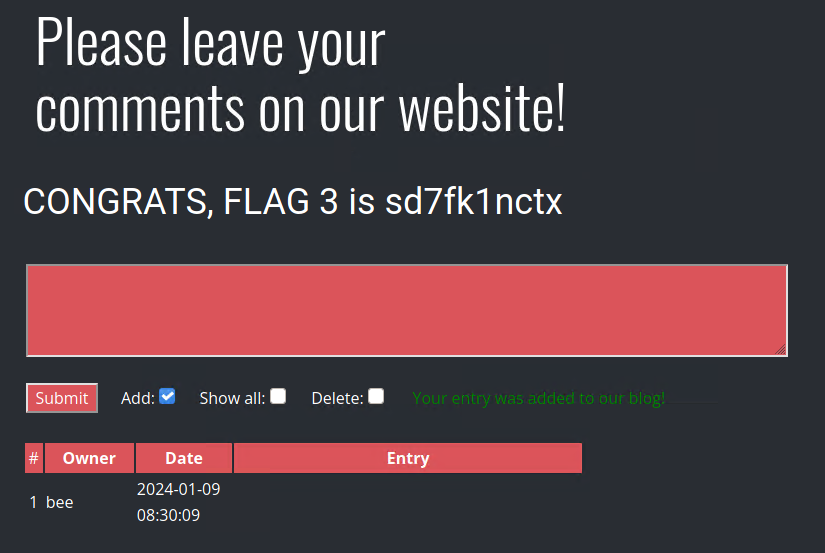 Please leave your
comments on our website!
CONGRATS, FLAG 3 is sd7fk1nctx
Submit Add: Show all: Delete: Your entry was added to our blog!
# Owner Date Entry
1 bee 2024-01-09
08:30:09